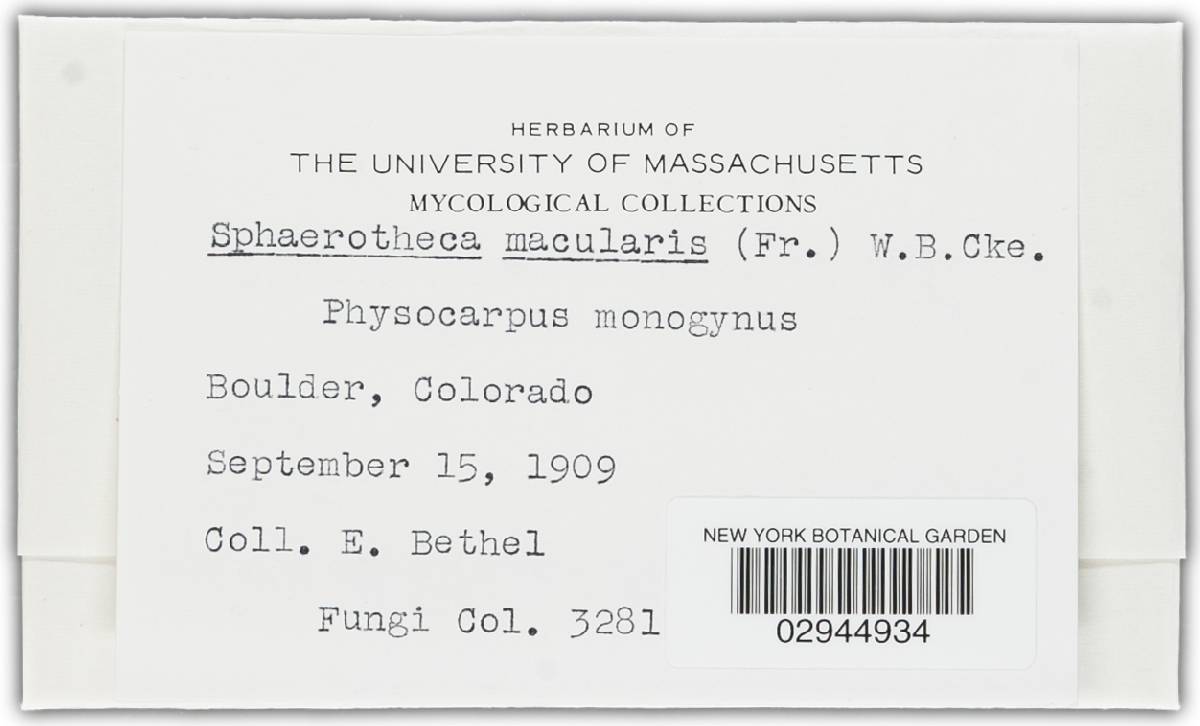 HERBARIUM OF
THE UNIVERSITY OF MASSACHUSETTS
MYCOLOGICAL COLLECTIONS
Sphaerotheca macularis (Fr.) W.B.Cke.
Physocarpus monogynus
Boulder, Colorado
September 15, 1909
Coll. E. Bethel
Fungi Col. 3281
NEW YORK BOTANICAL GARDEN
02944934